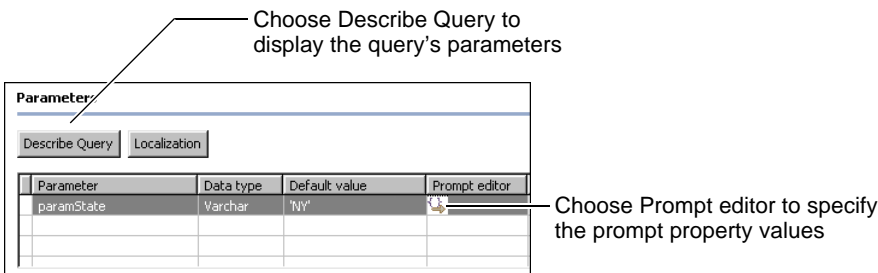 Choose Describe Query to
display the query's parameters
Parameters
Describe Query Localization
Parameter Data type Default value Prompt editor
paramState Varchar 'NY'
Choose Prompt editor to specify
the prompt property values